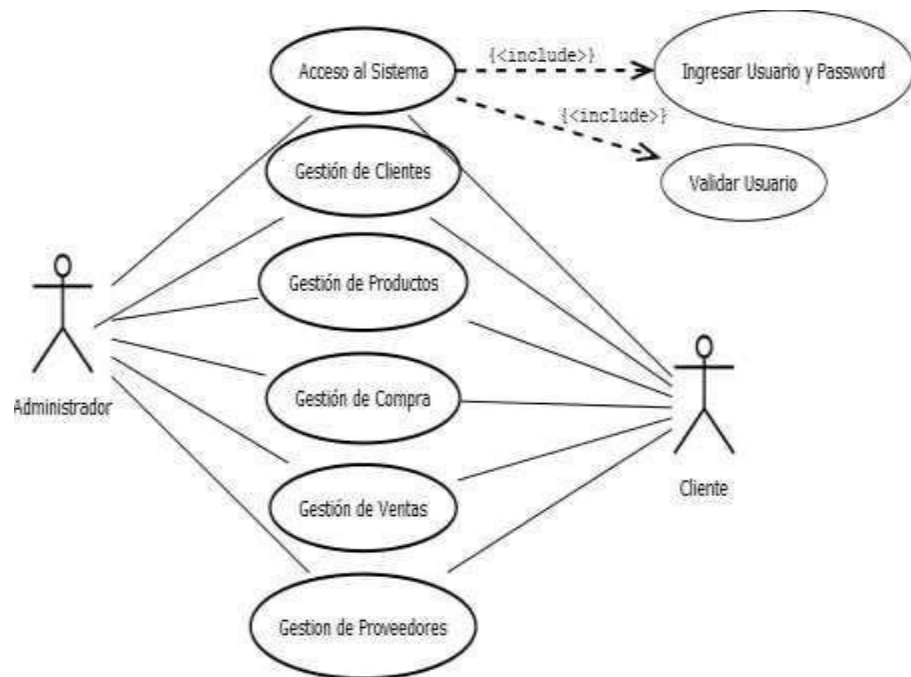 Acceso al Sistema
{<include>}
Ingresar Usuario y Password
{<include>}
Validar Usuario
Gestión de Clientes
Gestión de Productos
Gestión de Compra
Gestión de Ventas
Gestion de Proveedores
Administrador
Cliente